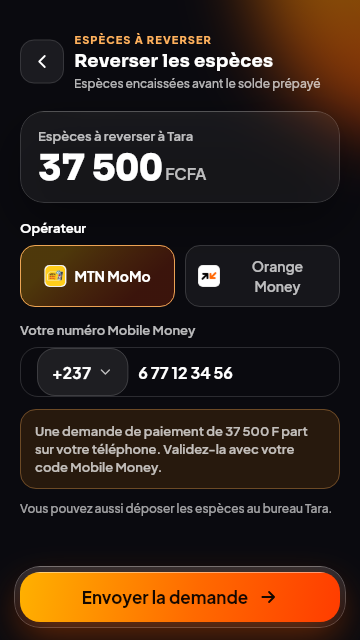 ESPÈCES À REVERSER
Reverser les espèces
Espèces encaissées avant le solde prépayé
Espèces à reverser à Tara
37 500 FCFA
Opérateur
MTN MoMo
Orange
Money
Votre numéro Mobile Money
+237
6 77 12 34 56
Une demande de paiement de 37 500 F part
sur votre téléphone. Validez-la avec votre
code Mobile Money.
Vous pouvez aussi déposer les espèces au bureau Tara.
Envoyer la demande →